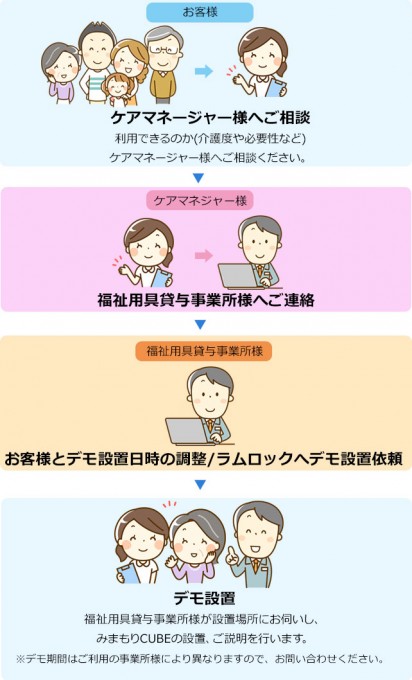 お客様
ケアマネージャー様へご相談
利用できるのか(介護度や必要性など)
ケアマネージャー様へご相談ください。
ケアマネジャー様
福祉用具貸与事業所様へご連絡
福祉用具貸与事業所様
お客様とデモ設置日時の調整/ラムロックへデモ設置依頼
デモ設置
福祉用具貸与事業所様が設置場所にお伺いし、
みまもりCUBEの設置、ご説明を行います。
※デモ期間はご利用の事業所様により異なりますので、お問い合わせください。